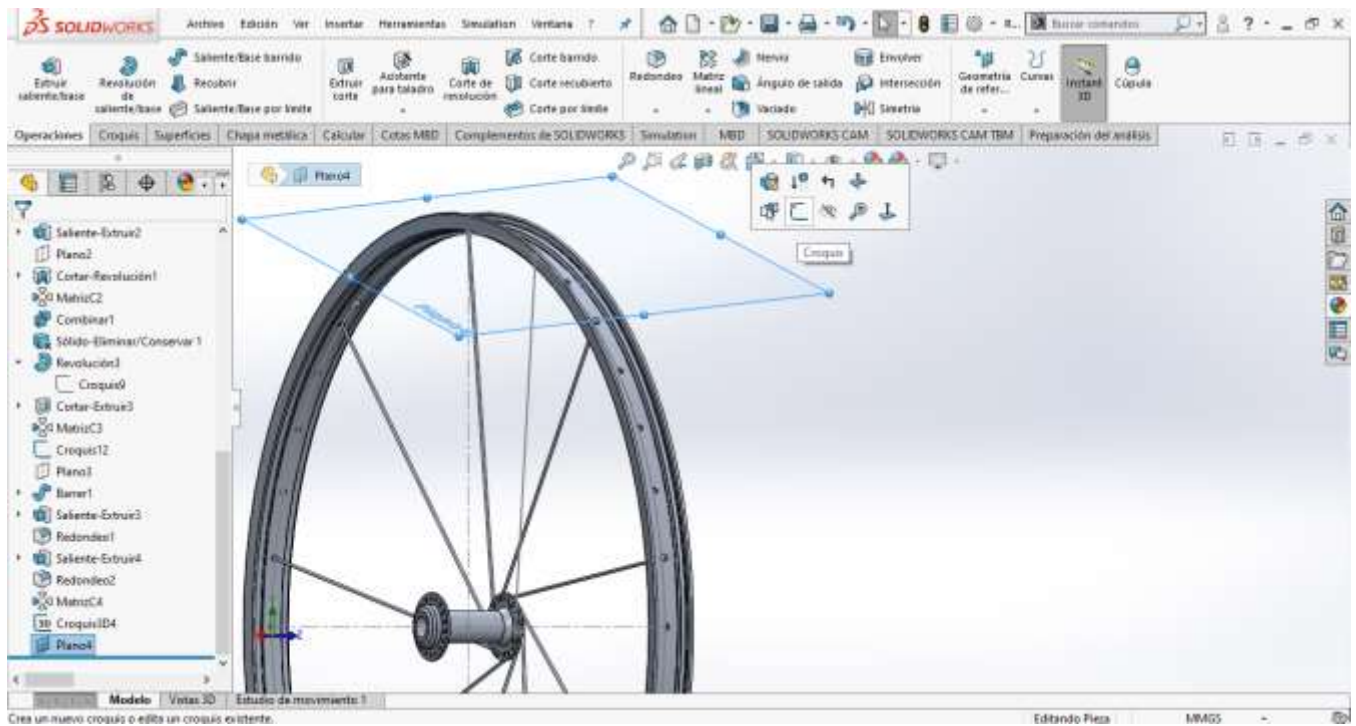 SOLIDWORKS Archivo Edición Ver Insertar Herramientas Simulation Ventana ? Buscar comandos
Extruir saliente/base
Revolución de saliente/base
Saliente/Base barrido
Recubrir
Saliente/Base por límite
Extruir corte
Asistente para taladro
Corte de revolución
Corte barrido
Corte recubierto
Corte por límite
Redondeo
Matriz lineal
Nervio
Ángulo de salida
Vaciado
Envolver
Intersección
Simetría
Geometría de refer...
Curvas
Instant 3D
Cúpula
Operaciones Croquis Superficies Chapa metálica Calcular Cotas MBD Complementos de SOLIDWORKS Simulation MBD SOLIDWORKS CAM SOLIDWORKS CAM TBM Preparación del análisis
Plano4
Croquis
Saliente-Extruir2
Plano2
Cortar-Revolución1
MatrizC2
Combinar1
Sólido-Eliminar/Conservar 1
Revolución3
Croquis9
Cortar-Extruir3
MatrizC3
Croquis12
Plano3
Barrer1
Saliente-Extruir3
Redondeo1
Saliente-Extruir4
Redondeo2
MatrizC4
3D Croquis3D4
Plano4
Modelo Vistas 3D Estudio de movimiento 1
Crea un nuevo croquis o edita un croquis existente. Editando Pieza MMGS